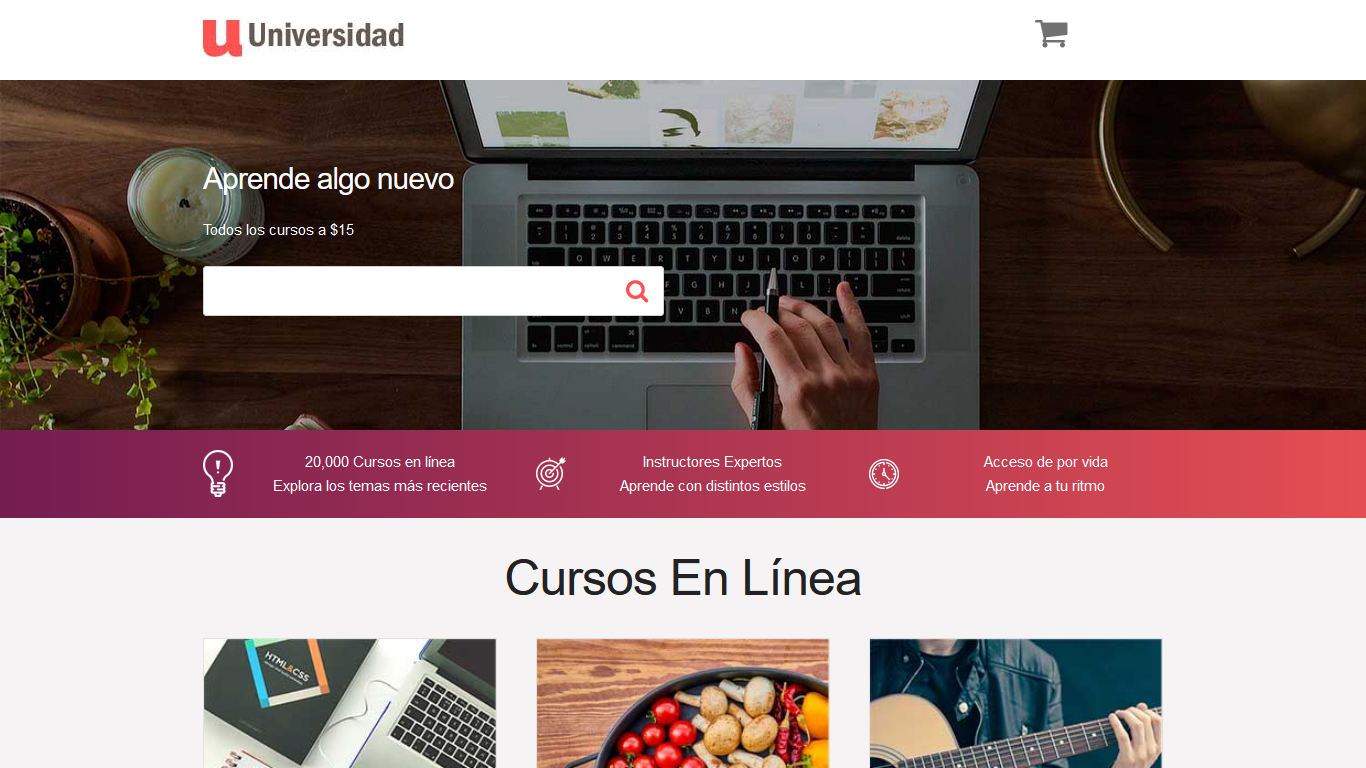 Universidad
Aprende algo nuevo
Todos los cursos a $15
20,000 Cursos en línea
Explora los temas más recientes
Instructores Expertos
Aprende con distintos estilos
Acceso de por vida
Aprende a tu ritmo
Cursos En Línea
HTML&CSS